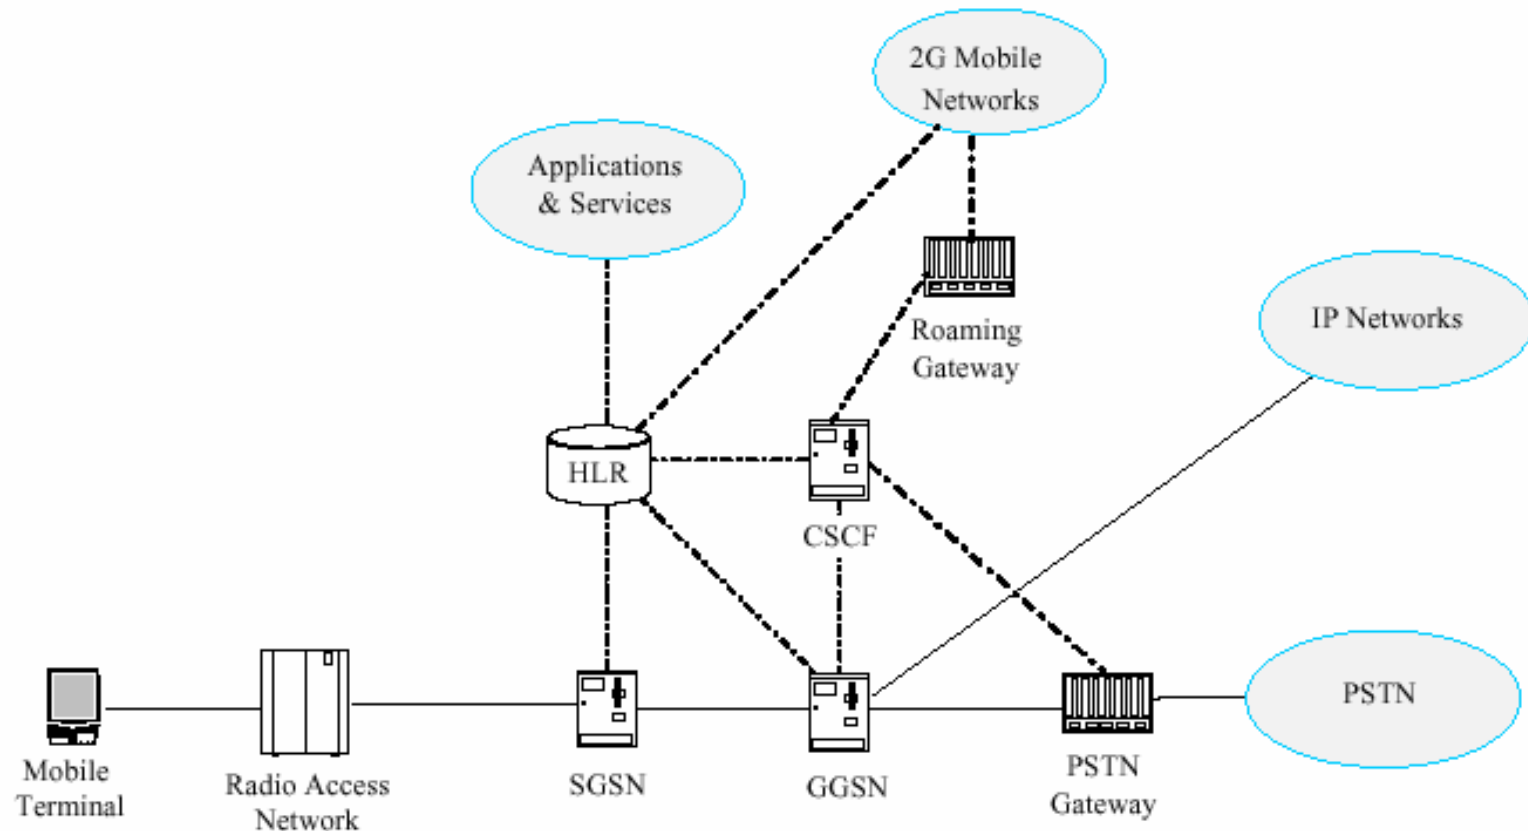 2G Mobile
Networks
Applications
& Services
IP Networks
Roaming
Gateway
HLR
CSCF
PSTN
Mobile
Terminal
Radio Access
Network
SGSN
GGSN
PSTN
Gateway